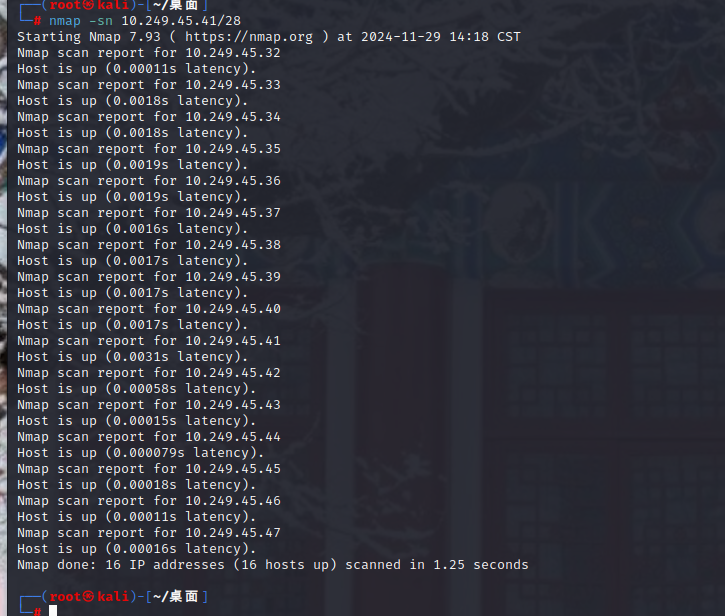 ┌──(root㉿kali)-[~/桌面]
└─# nmap -sn 10.249.45.41/28
Starting Nmap 7.93 ( https://nmap.org ) at 2024-11-29 14:18 CST
Nmap scan report for 10.249.45.32
Host is up (0.00011s latency).
Nmap scan report for 10.249.45.33
Host is up (0.0018s latency).
Nmap scan report for 10.249.45.34
Host is up (0.0018s latency).
Nmap scan report for 10.249.45.35
Host is up (0.0019s latency).
Nmap scan report for 10.249.45.36
Host is up (0.0019s latency).
Nmap scan report for 10.249.45.37
Host is up (0.0016s latency).
Nmap scan report for 10.249.45.38
Host is up (0.0017s latency).
Nmap scan report for 10.249.45.39
Host is up (0.0017s latency).
Nmap scan report for 10.249.45.40
Host is up (0.0017s latency).
Nmap scan report for 10.249.45.41
Host is up (0.0031s latency).
Nmap scan report for 10.249.45.42
Host is up (0.00058s latency).
Nmap scan report for 10.249.45.43
Host is up (0.00015s latency).
Nmap scan report for 10.249.45.44
Host is up (0.000079s latency).
Nmap scan report for 10.249.45.45
Host is up (0.00018s latency).
Nmap scan report for 10.249.45.46
Host is up (0.00011s latency).
Nmap scan report for 10.249.45.47
Host is up (0.00016s latency).
Nmap done: 16 IP addresses (16 hosts up) scanned in 1.25 seconds
┌──(root㉿kali)-[~/桌面]
└─#